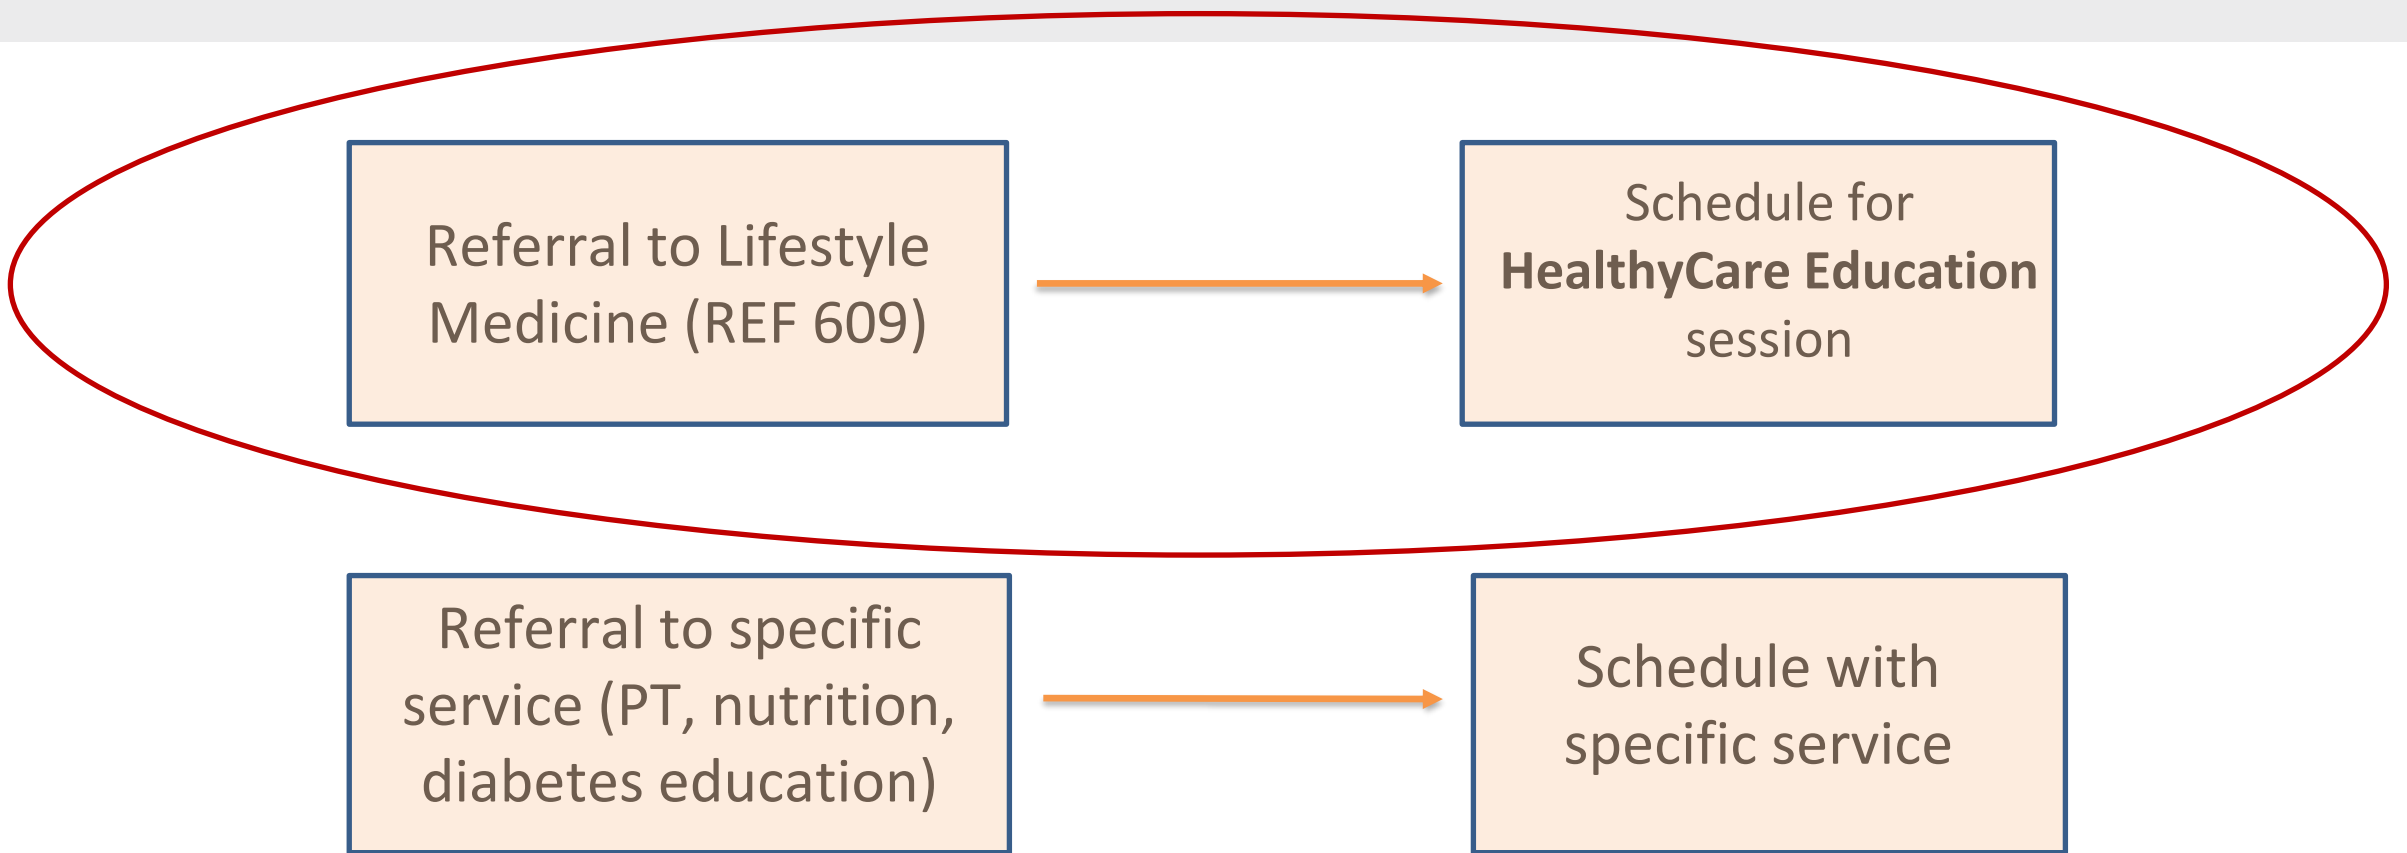 Referral to Lifestyle
Medicine (REF 609)
Schedule for
HealthyCare Education
session
Referral to specific
service (PT, nutrition,
diabetes education)
Schedule with
specific service